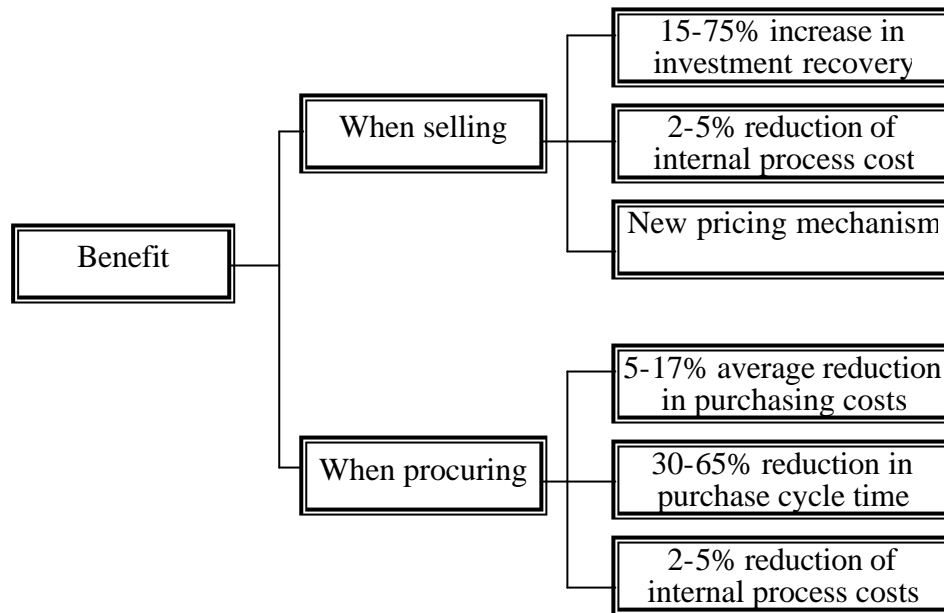 15-75% increase in
investment recovery
When selling
2-5% reduction of
internal process cost
New pricing mechanism
Benefit
5-17% average reduction
in purchasing costs
When procuring
30-65% reduction in
purchase cycle time
2-5% reduction of
internal process costs